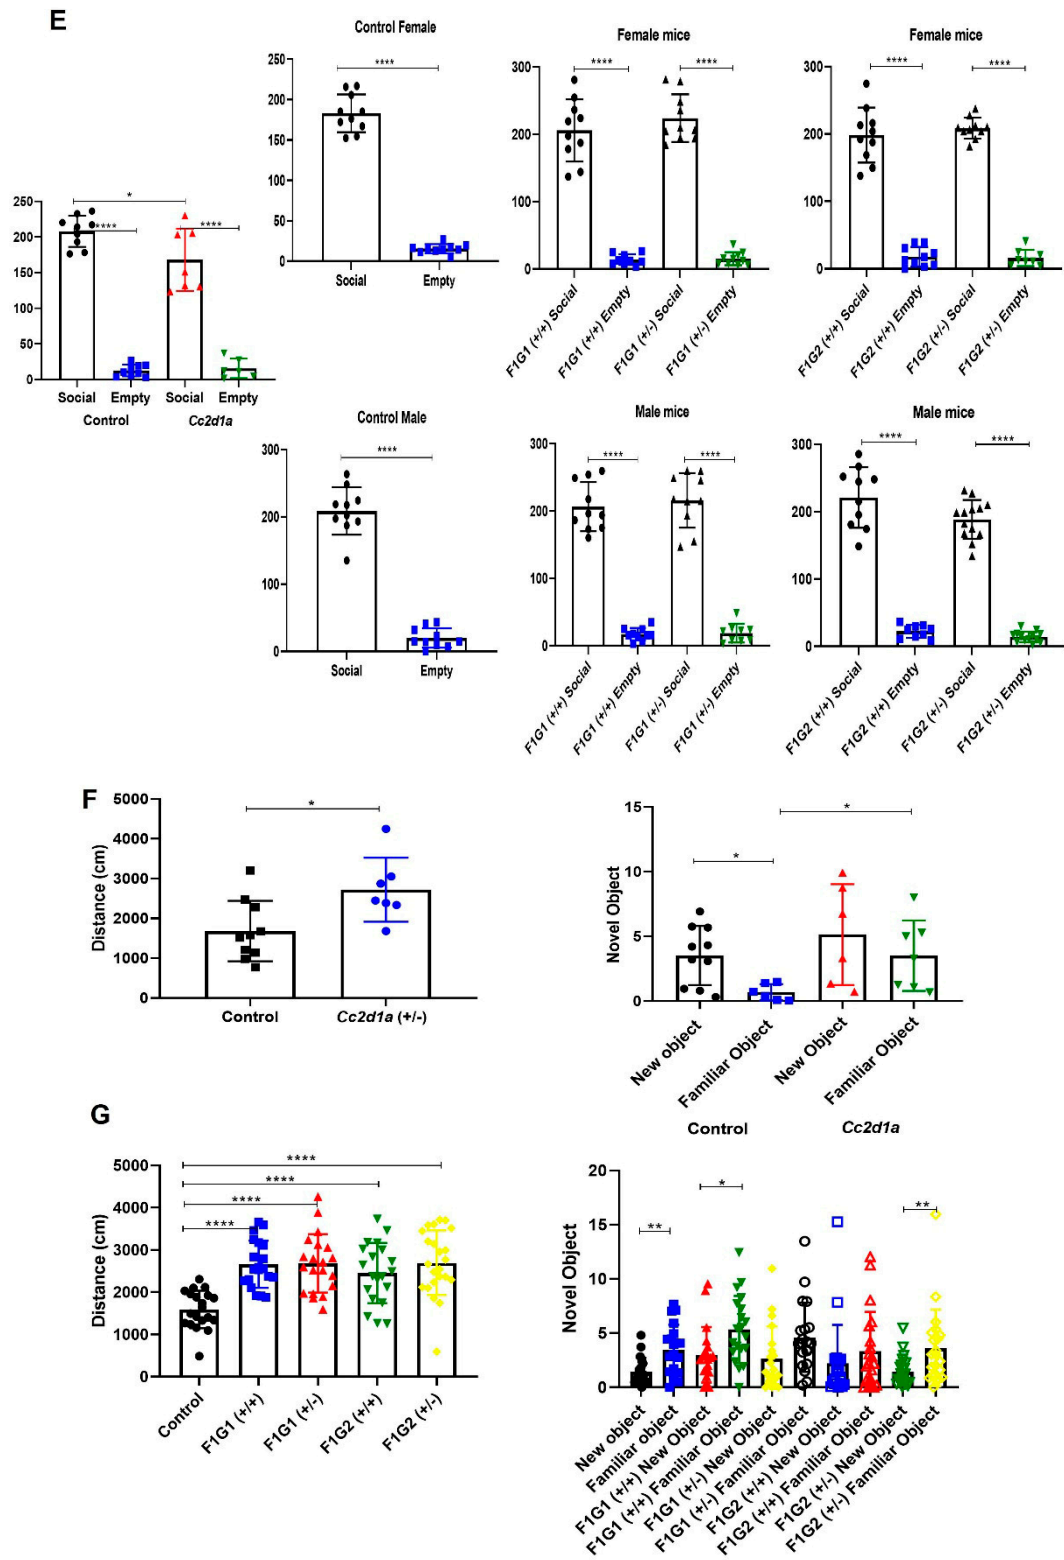 E
Control Female
250
200
150
100
50
0
****
Social
Empty
Female mice
300
200
100
0
****
****
F1G1 (+/+) Social
F1G1 (+/+) Empty
F1G1 (+/-) Social
F1G1 (+/-) Empty
Female mice
300
200
100
0
****
****
F1G2 (+/+) Social
F1G2 (+/+) Empty
F1G2 (+/-) Social
F1G2 (+/-) Empty
250
200
150
100
50
0
*
****
****
Social Empty Social Empty
Control Cc2d1a
Control Male
300
200
100
0
****
Social
Empty
Male mice
300
200
100
0
****
****
F1G1 (+/+) Social
F1G1 (+/+) Empty
F1G1 (+/-) Social
F1G1 (+/-) Empty
Male mice
300
200
100
0
****
****
F1G2 (+/+) Social
F1G2 (+/+) Empty
F1G2 (+/-) Social
F1G2 (+/-) Empty
F
Distance (cm)
5000
4000
3000
2000
1000
0
*
Control
Cc2d1a (+/-)
Novel Object
15
10
5
0
*
*
New object
Familiar Object
New Object
Familiar Object
Control Cc2d1a
G
Distance (cm)
5000
4000
3000
2000
1000
0
****
****
****
****
Control
F1G1 (+/+)
F1G1 (+/-)
F1G2 (+/+)
F1G2 (+/-)
Novel Object
20
15
10
5
0
**
*
**
New object
Familiar object
F1G1 (+/+) New Object
F1G1 (+/+) Familiar Object
F1G1 (+/-) New Object
F1G1 (+/-) Familiar Object
F1G2 (+/+) New Object
F1G2 (+/+) Familiar Object
F1G2 (+/-) New Object
F1G2 (+/-) Familiar Object